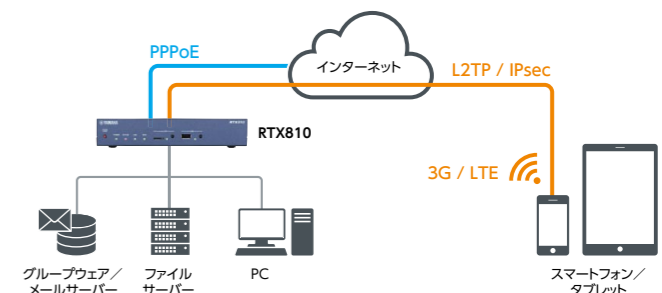 PPPoE
インターネット
L2TP / IPsec
YAMAHA
RTX810
RTX810
3G / LTE
グループウェア／
メールサーバー
ファイル
サーバー
PC
スマートフォン／
タブレット